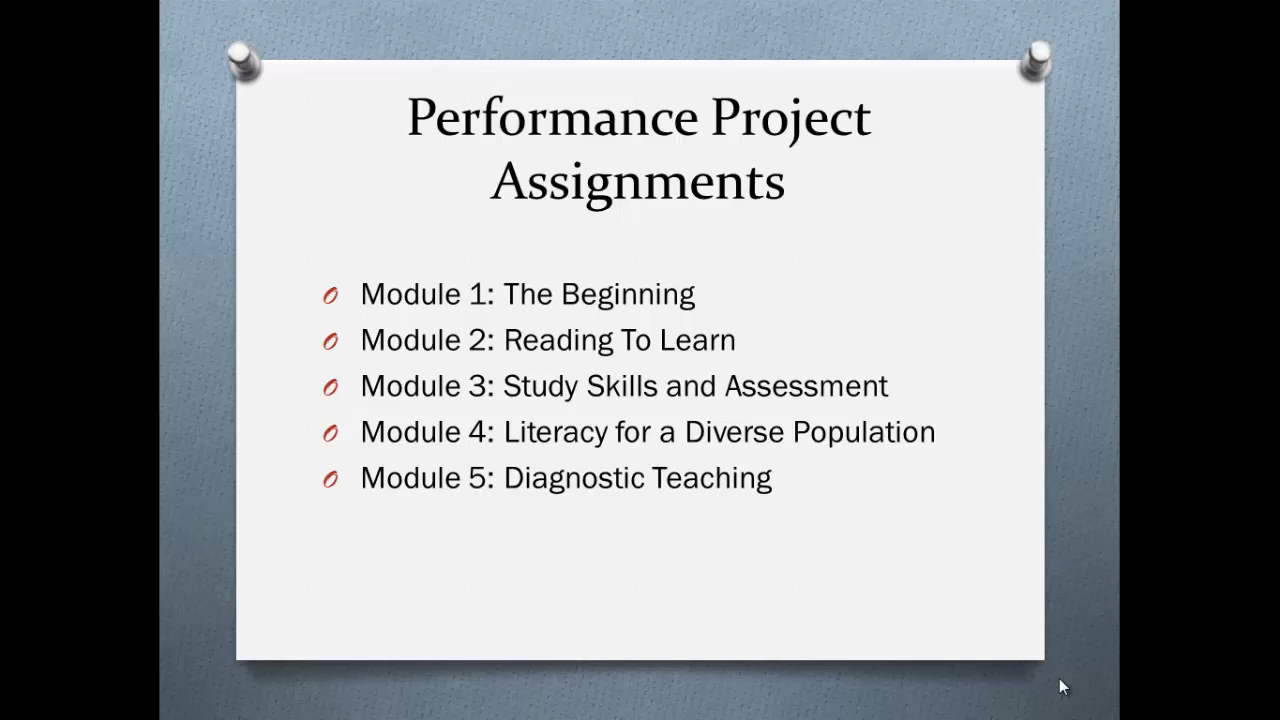 Performance Project
Assignments
Module 1: The Beginning
Module 2: Reading To Learn
Module 3: Study Skills and Assessment
Module 4: Literacy for a Diverse Population
Module 5: Diagnostic Teaching